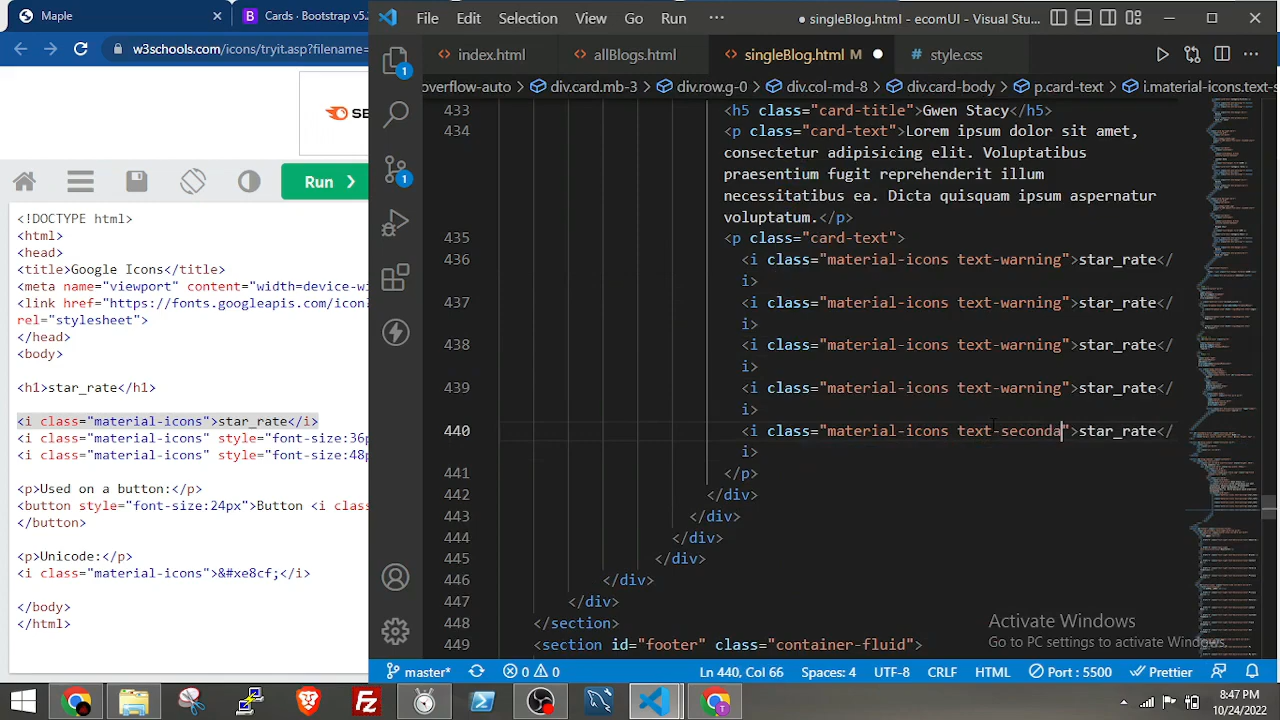 Maple
Cards · Bootstrap v5.
w3schools.com/icons/tryit.asp?filename=
Run
<!DOCTYPE html>
<html>
<head>
<title>Google Icons</title>
<meta name="viewport" content="width=device-wi
<link href="https://fonts.googleapis.com/icon?
rel="stylesheet">
</head>
<body>
<h1>star_rate</h1>
<i class="material-icons">star_rate</i>
<i class="material-icons" style="font-size:36p
<i class="material-icons" style="font-size:48p
<p>Used on a button:</p>
<button style="font-size:24px">Button <i class
</button>
<p>Unicode:</p>
<i class="material-icons">&#xe8cf;</i>
</body>
</html>
File Edit Selection View Go Run ···
● singleBlog.html - ecomUI - Visual Stu...
index.html
allBlogs.html
singleBlog.html M
# style.css
overflow-auto > div.card.mb-3 > div.row.g-0 > div.col-md-8 > div.card-body > p.card-text > i.material-icons.text-s
433 <h5 class="card-title">Gwen Stacy</h5>
434 <p class="card-text">Lorem ipsum dolor sit amet,
consectetur adipisicing elit. Voluptatibus
praesentium fugit reprehenderit illum
voluptatum.</p>
435 <p class="card-text">
436 <i class="material-icons text-warning">star_rate</
i>
437 <i class="material-icons text-warning">star_rate</
i>
438 <i class="material-icons text-warning">star_rate</
i>
439 <i class="material-icons text-warning">star_rate</
i>
440 <i class="material-icons text-seconda">star_rate</
i>
441 </p>
442 </div>
443 </div>
444 </div>
445 </div>
446 </div>
447 </div>
448 </section>
449 <section id="footer" class="container-fluid">
Activate Windows
Go to PC settings to activate Windows.
master* 0 0 Ln 440, Col 66 Spaces: 4 UTF-8 CRLF HTML Port : 5500 Prettier
8:47 PM
10/24/2022